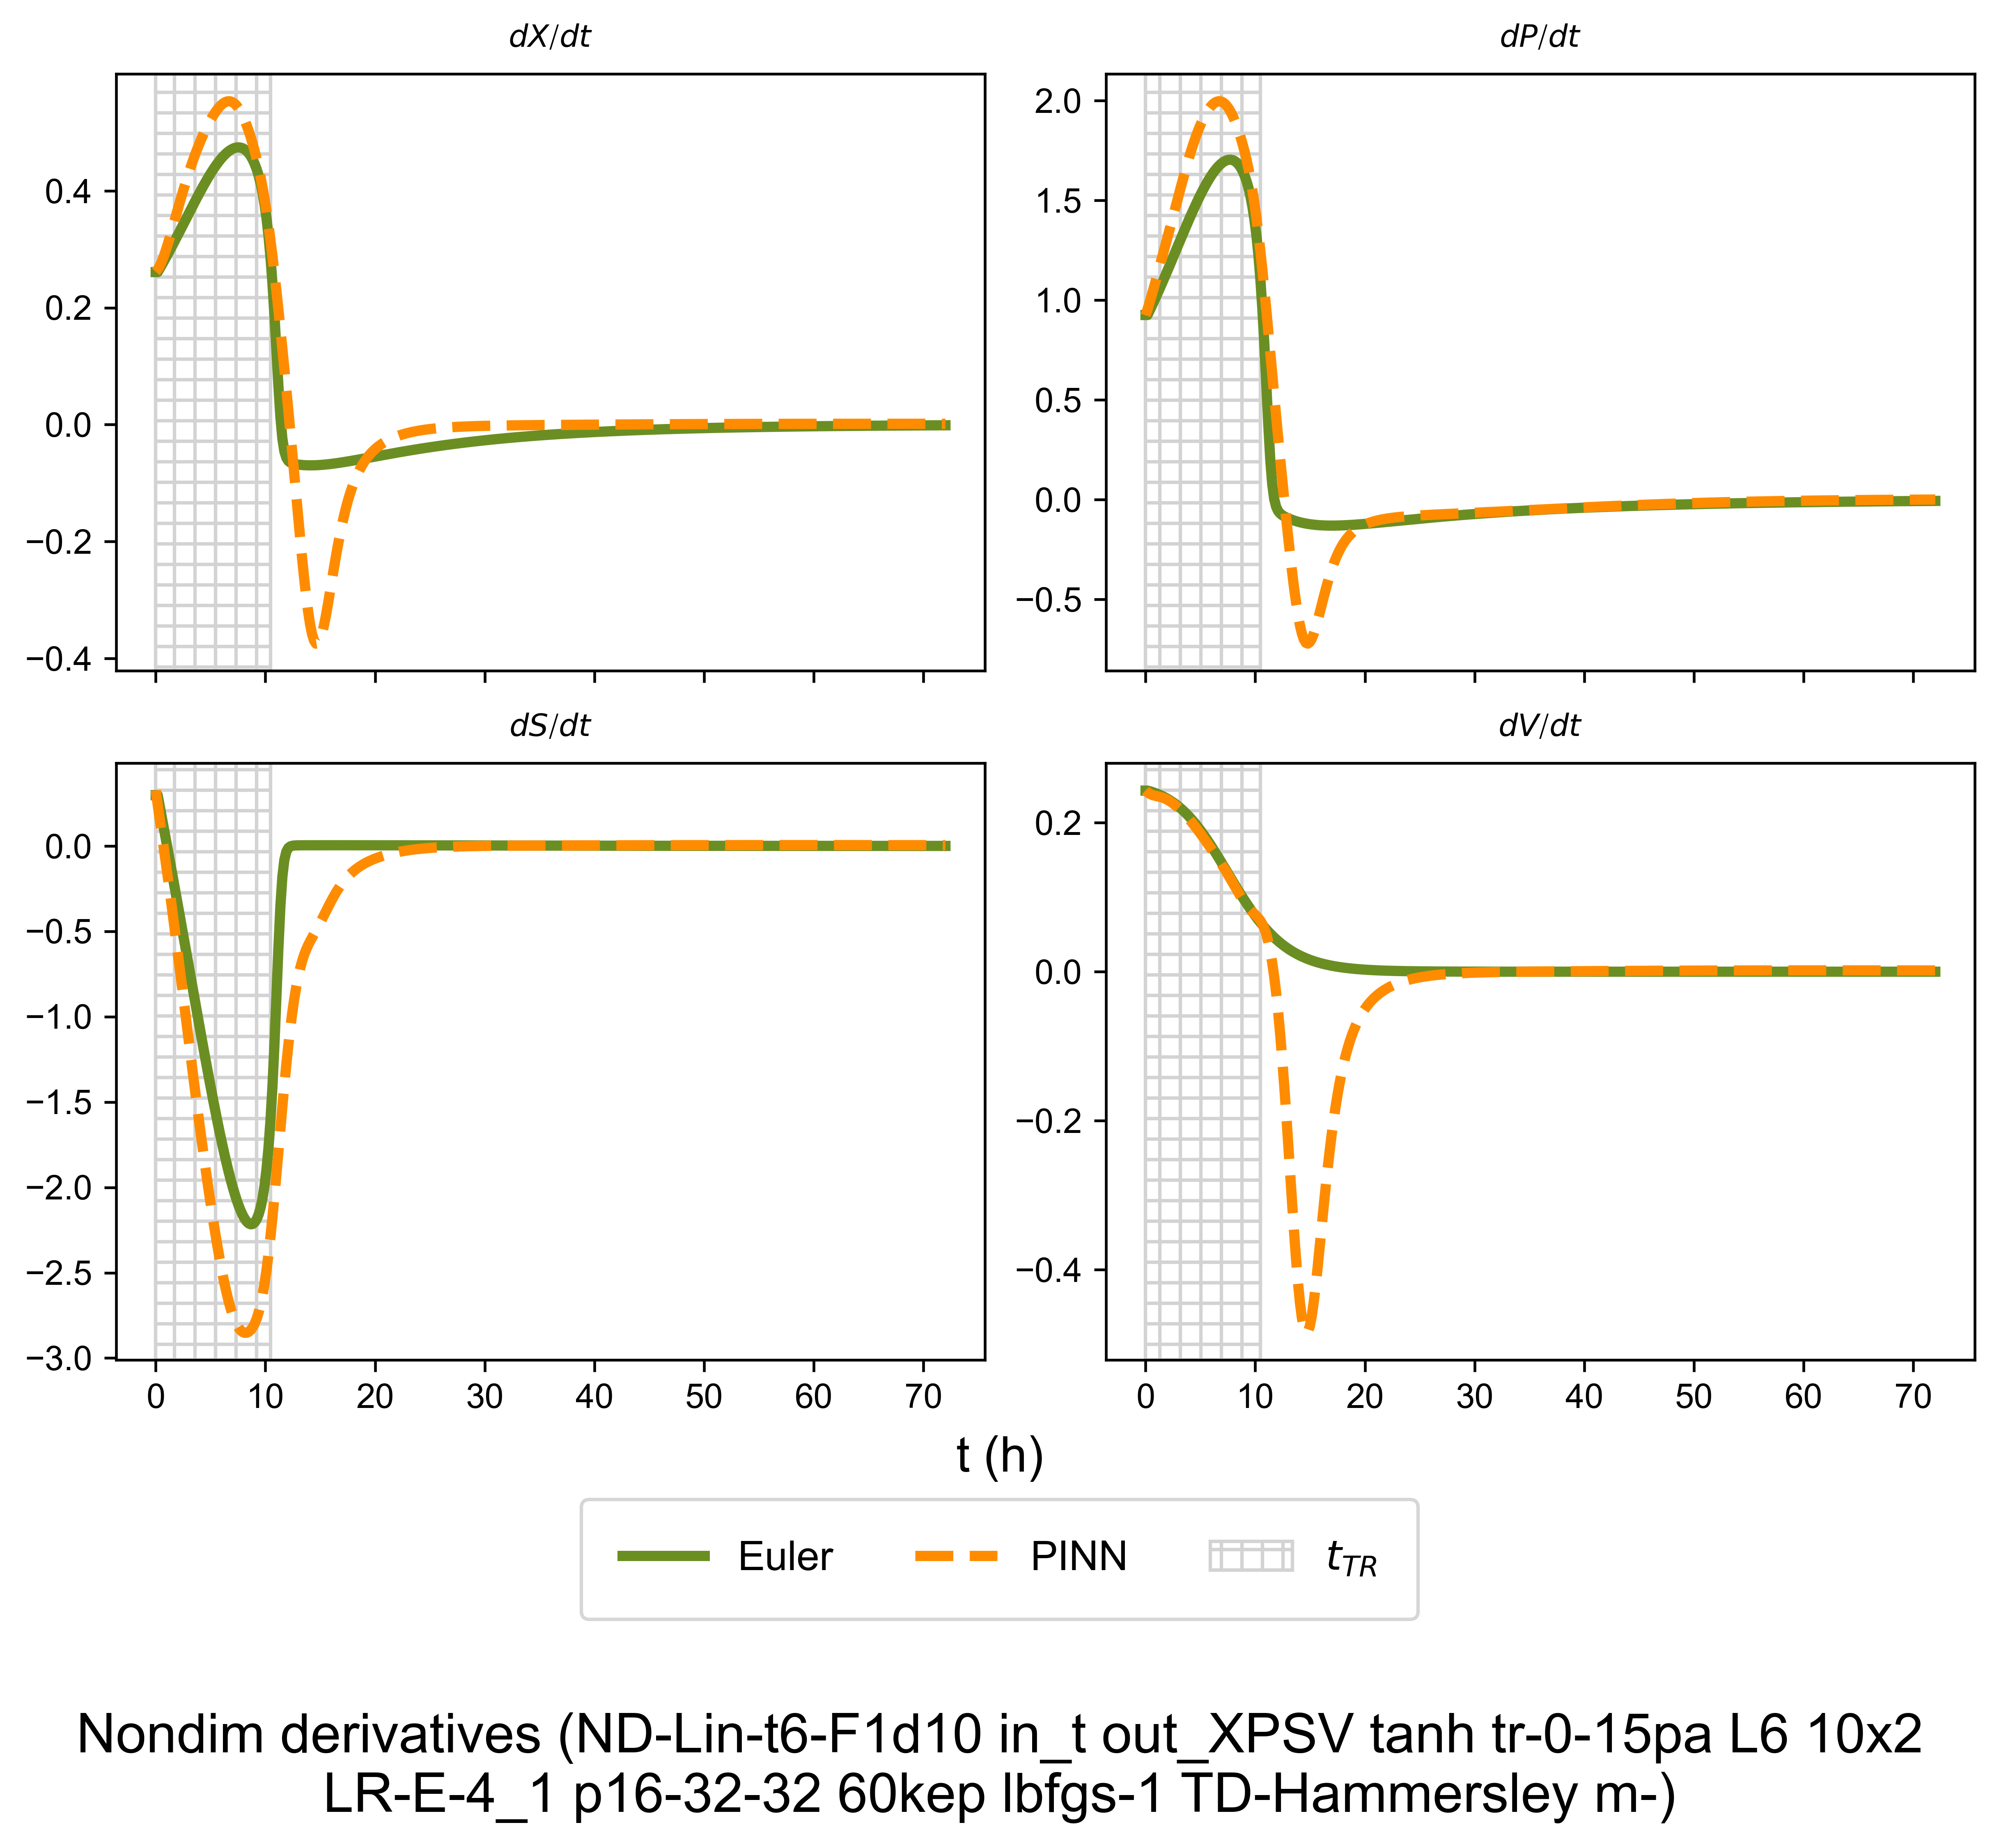 dX/dt
dP/dt
0.4
0.2
0.0
−0.2
−0.4
2.0
1.5
1.0
0.5
0.0
−0.5
dS/dt
dV/dt
0.0
−0.5
−1.0
−1.5
−2.0
−2.5
−3.0
0 10 20 30 40 50 60 70
0.2
0.0
−0.2
−0.4
0 10 20 30 40 50 60 70
t (h)
Euler PINN t_TR
Nondim derivatives (ND-Lin-t6-F1d10 in_t out_XPSV tanh tr-0-15pa L6 10x2
LR-E-4_1 p16-32-32 60kep lbfgs-1 TD-Hammersley m-)